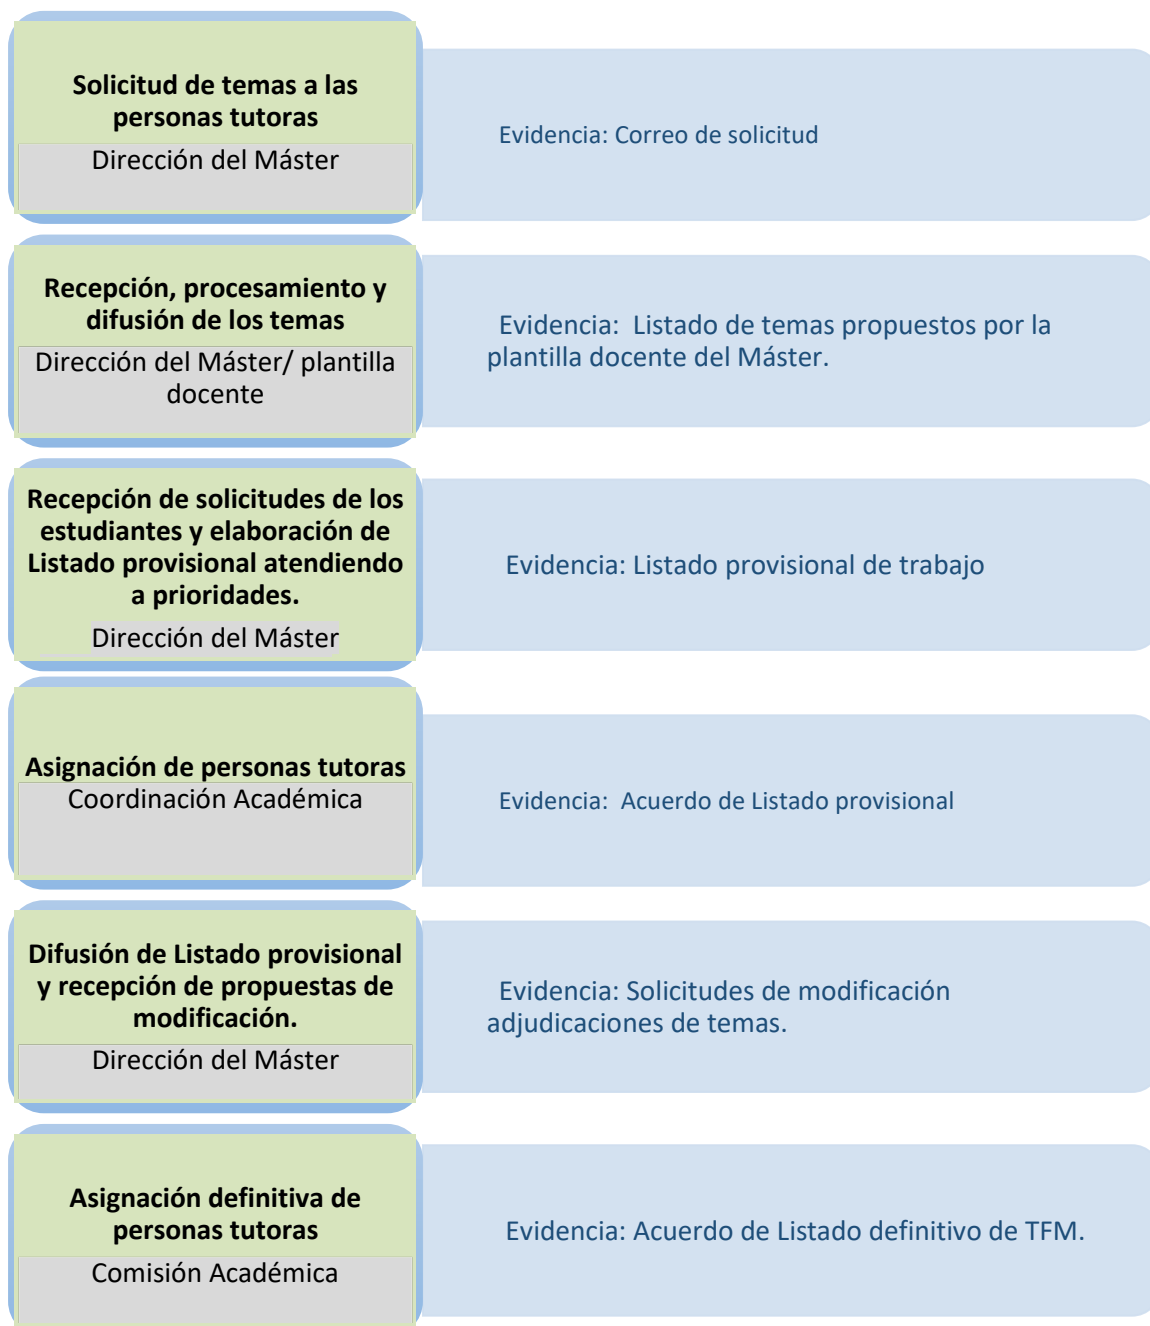 Solicitud de temas a las
personas tutoras
Dirección del Máster
Evidencia: Correo de solicitud
Recepción, procesamiento y
difusión de los temas
Dirección del Máster/ plantilla
docente
Evidencia:  Listado de temas propuestos por la
plantilla docente del Máster.
Recepción de solicitudes de los
estudiantes y elaboración de
Listado provisional atendiendo
a prioridades.
Dirección del Máster
Evidencia: Listado provisional de trabajo
Asignación de personas tutoras
Coordinación Académica
Evidencia:  Acuerdo de Listado provisional
Difusión de Listado provisional
y recepción de propuestas de
modificación.
Dirección del Máster
Evidencia: Solicitudes de modificación
adjudicaciones de temas.
Asignación definitiva de
personas tutoras
Comisión Académica
Evidencia: Acuerdo de Listado definitivo de TFM.